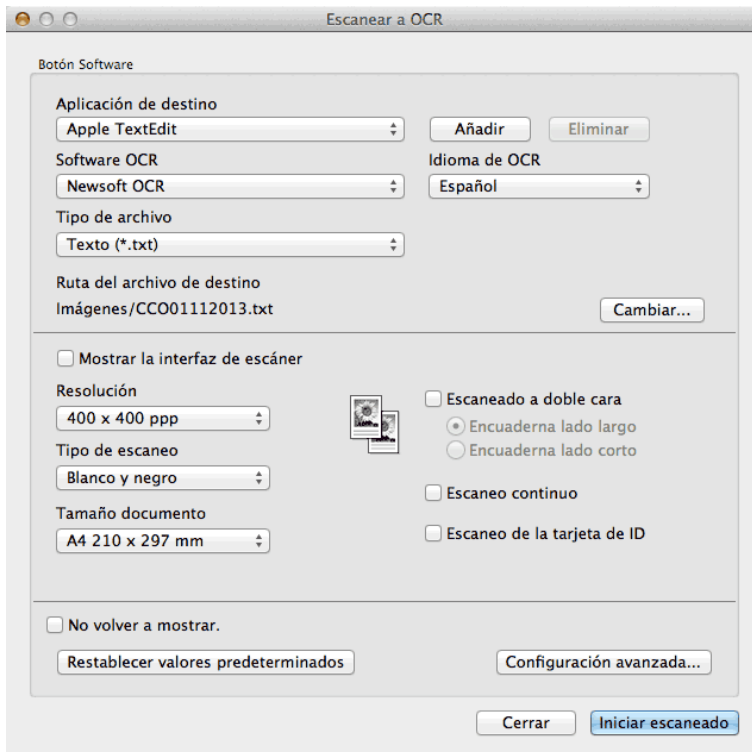 Escanear a OCR
Botón Software
Aplicación de destino
Apple TextEdit
Añadir
Eliminar
Software OCR
Idioma de OCR
Newsoft OCR
Español
Tipo de archivo
Texto (*.txt)
Ruta del archivo de destino
Imágenes/CCO01112013.txt
Cambiar...
Mostrar la interfaz de escáner
Resolución
400 x 400 ppp
Tipo de escaneo
Blanco y negro
Tamaño documento
A4 210 x 297 mm
Escaneado a doble cara
Encuaderna lado largo
Encuaderna lado corto
Escaneo continuo
Escaneo de la tarjeta de ID
No volver a mostrar.
Restablecer valores predeterminados
Configuración avanzada...
Cerrar
Iniciar escaneado